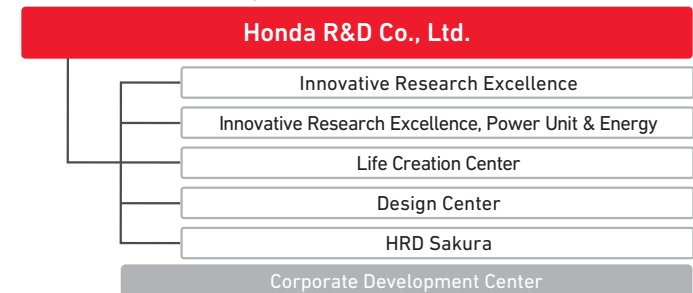 Honda R&D Co., Ltd.
Innovative Research Excellence
Innovative Research Excellence, Power Unit & Energy
Life Creation Center
Design Center
HRD Sakura
Corporate Development Center